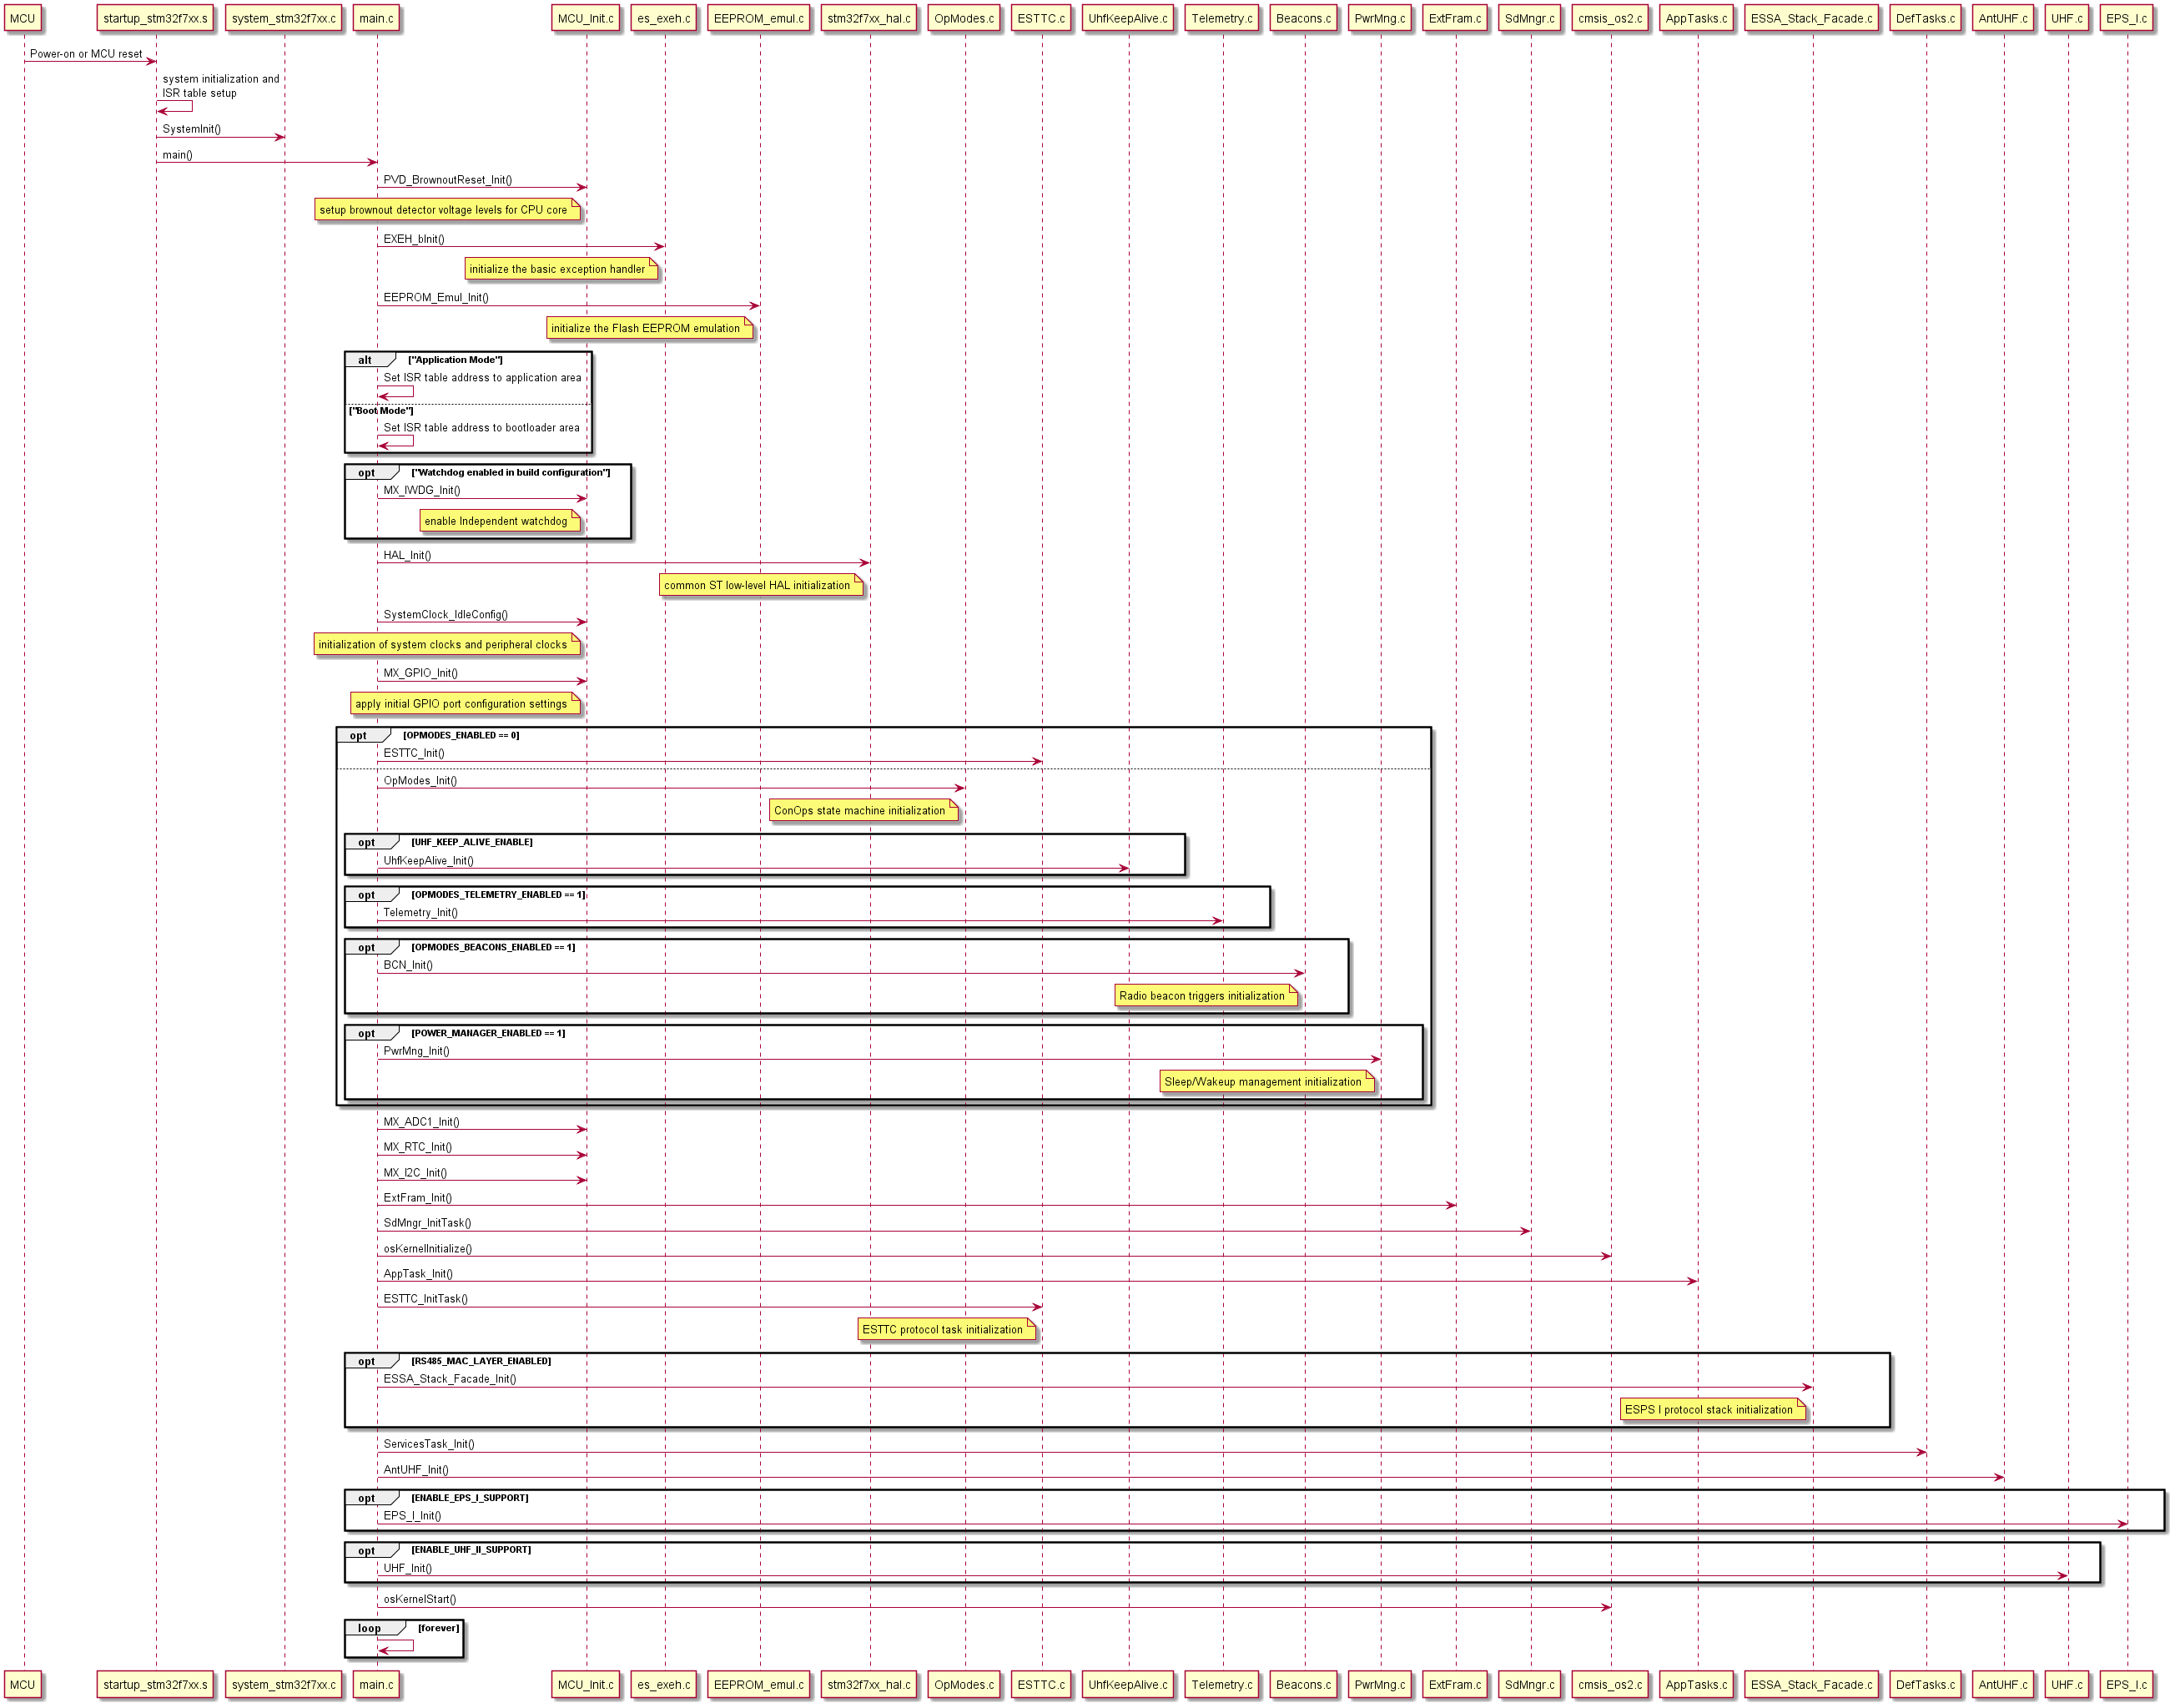 MCU
startup_stm32f7xx.s
system_stm32f7xx.c
main.c
MCU_Init.c
es_exeh.c
EEPROM_emul.c
stm32f7xx_hal.c
OpModes.c
ESTTC.c
UhfKeepAlive.c
Telemetry.c
Beacons.c
PwrMng.c
ExtFram.c
SdMngr.c
cmsis_os2.c
AppTasks.c
ESSA_Stack_Facade.c
DefTasks.c
AntUHF.c
UHF.c
EPS_I.c
Power-on or MCU reset
system initialization and
ISR table setup
SystemInit()
main()
PVD_BrownoutReset_Init()
setup brownout detector voltage levels for CPU core
EXEH_bInit()
initialize the basic exception handler
EEPROM_Emul_Init()
initialize the Flash EEPROM emulation
alt ["Application Mode"]
Set ISR table address to application area
["Boot Mode"]
Set ISR table address to bootloader area
opt ["Watchdog enabled in build configuration"]
MX_IWDG_Init()
enable Independent watchdog
HAL_Init()
common ST low-level HAL initialization
SystemClock_IdleConfig()
initialization of system clocks and peripheral clocks
MX_GPIO_Init()
apply initial GPIO port configuration settings
opt [OPMODES_ENABLED == 0]
ESTTC_Init()
OpModes_Init()
ConOps state machine initialization
opt [UHF_KEEP_ALIVE_ENABLE]
UhfKeepAlive_Init()
opt [OPMODES_TELEMETRY_ENABLED == 1]
Telemetry_Init()
opt [OPMODES_BEACONS_ENABLED == 1]
BCN_Init()
Radio beacon triggers initialization
opt [POWER_MANAGER_ENABLED == 1]
PwrMng_Init()
Sleep/Wakeup management initialization
MX_ADC1_Init()
MX_RTC_Init()
MX_I2C_Init()
ExtFram_Init()
SdMngr_InitTask()
osKernelInitialize()
AppTask_Init()
ESTTC_InitTask()
ESTTC protocol task initialization
opt [RS485_MAC_LAYER_ENABLED]
ESSA_Stack_Facade_Init()
ESPS I protocol stack initialization
ServicesTask_Init()
AntUHF_Init()
opt [ENABLE_EPS_I_SUPPORT]
EPS_I_Init()
opt [ENABLE_UHF_II_SUPPORT]
UHF_Init()
osKernelStart()
loop [forever]
MCU
startup_stm32f7xx.s
system_stm32f7xx.c
main.c
MCU_Init.c
es_exeh.c
EEPROM_emul.c
stm32f7xx_hal.c
OpModes.c
ESTTC.c
UhfKeepAlive.c
Telemetry.c
Beacons.c
PwrMng.c
ExtFram.c
SdMngr.c
cmsis_os2.c
AppTasks.c
ESSA_Stack_Facade.c
DefTasks.c
AntUHF.c
UHF.c
EPS_I.c